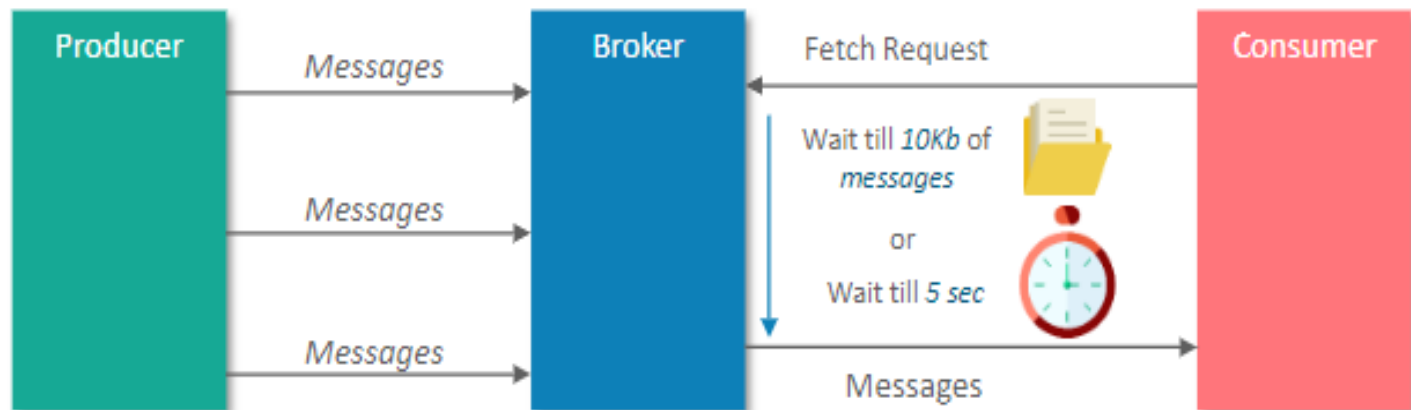 Producer
Messages
Messages
Messages
Broker
Fetch Request
Wait till 10Kb of
messages
or
Wait till 5 sec
Messages
Consumer